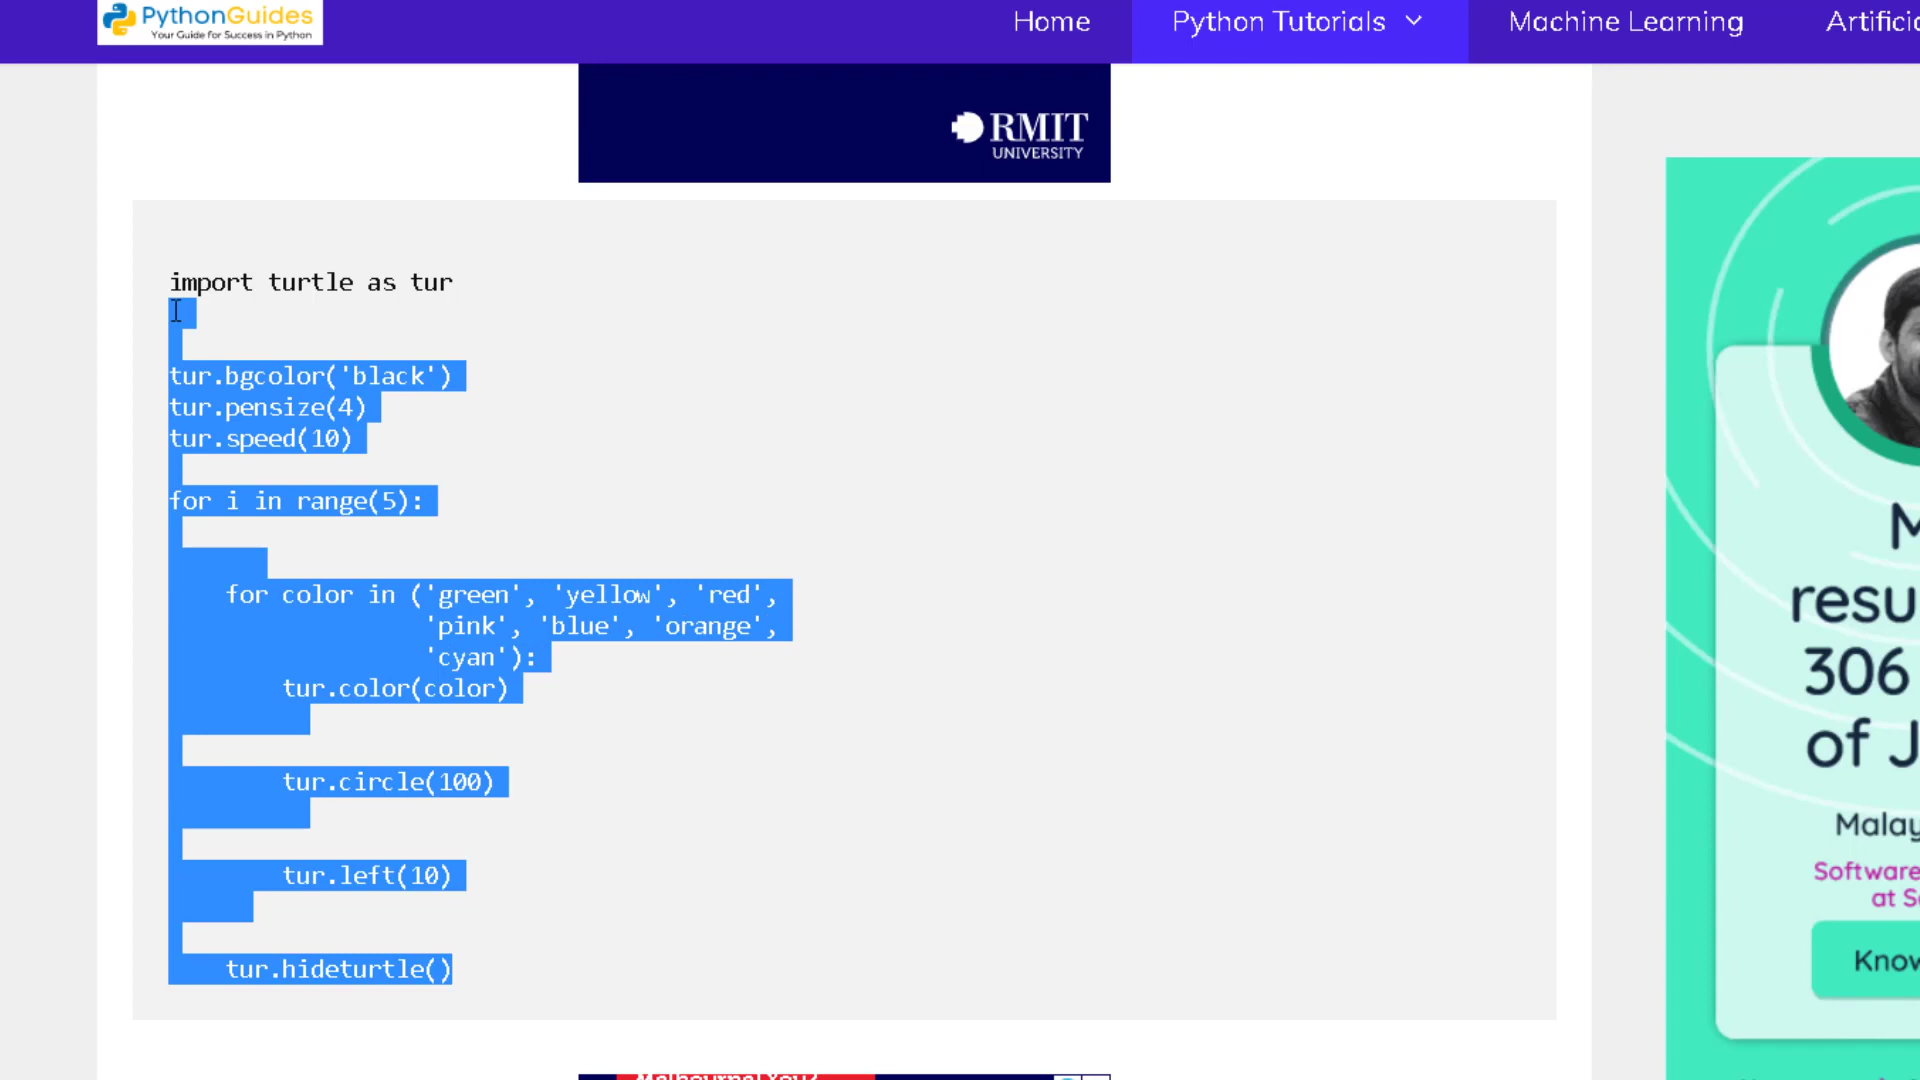 PythonGuides
Your Guide for Success in Python
Home
Python Tutorials
Machine Learning
RMIT
UNIVERSITY
import turtle as tur
tur.bgcolor('black')
tur.pensize(4)
tur.speed(10)
for i in range(5):
for color in ('green', 'yellow', 'red',
'pink', 'blue', 'orange',
'cyan'):
tur.color(color)
tur.circle(100)
tur.left(10)
tur.hideturtle()
306
of J
at